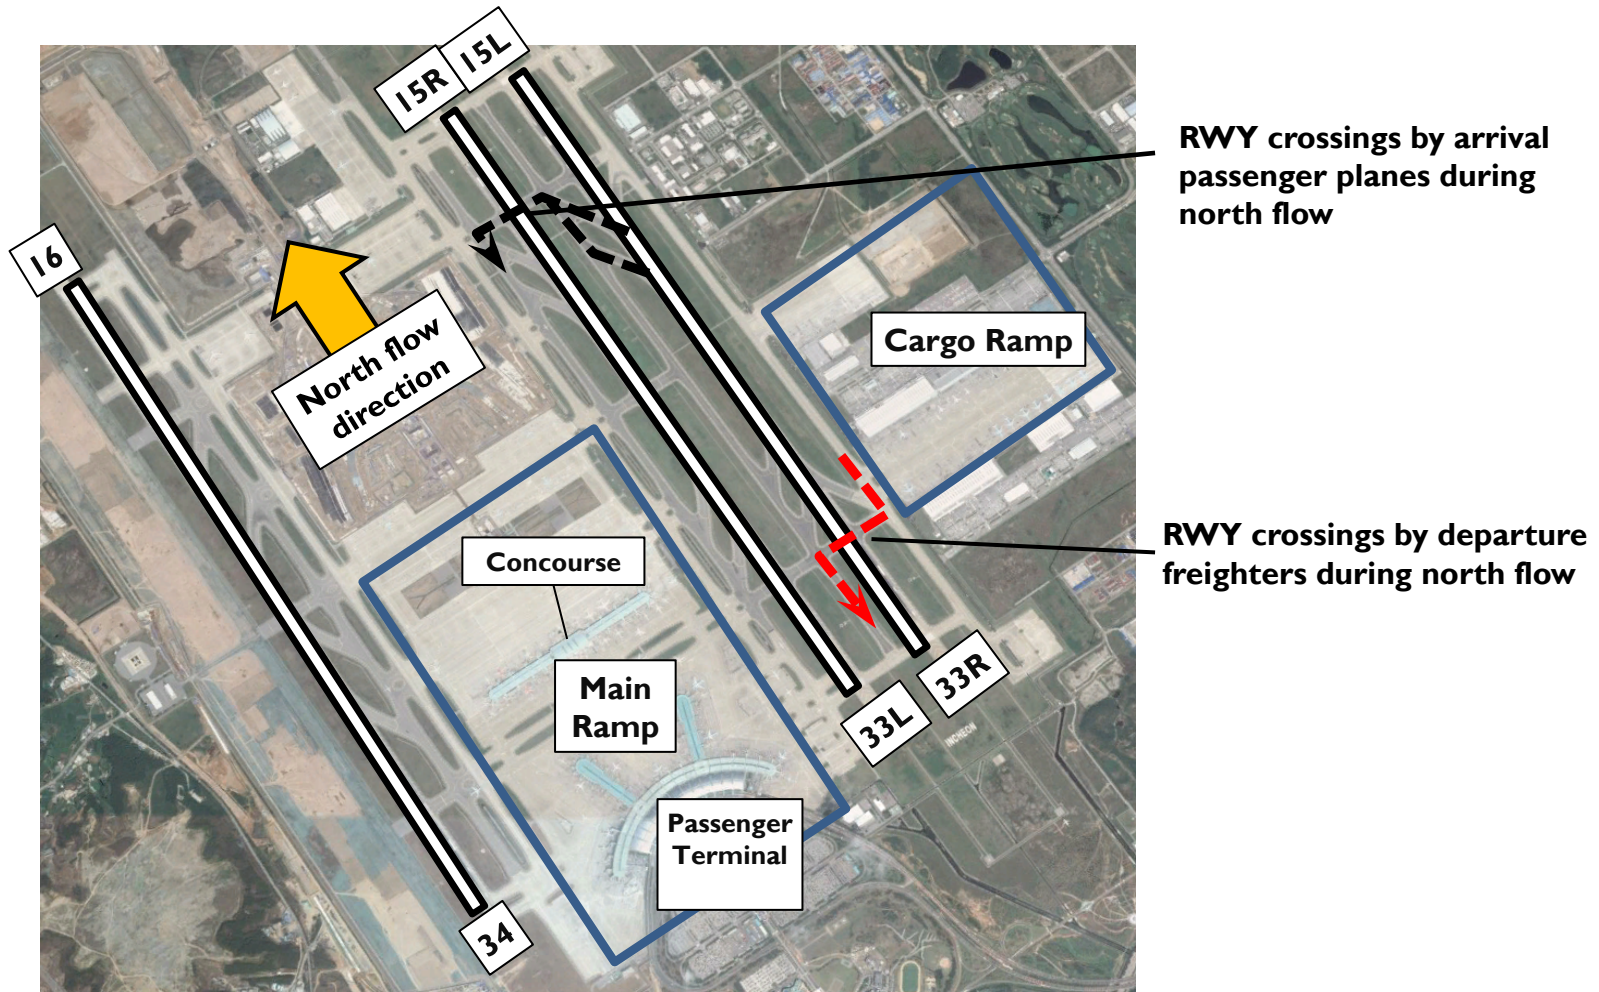 15R
15L
RWY crossings by arrival
passenger planes during
north flow
16
North flow
direction
Cargo Ramp
Concourse
RWY crossings by departure
freighters during north flow
Main
Ramp
33L
33R
INCHEON
Passenger
Terminal
34